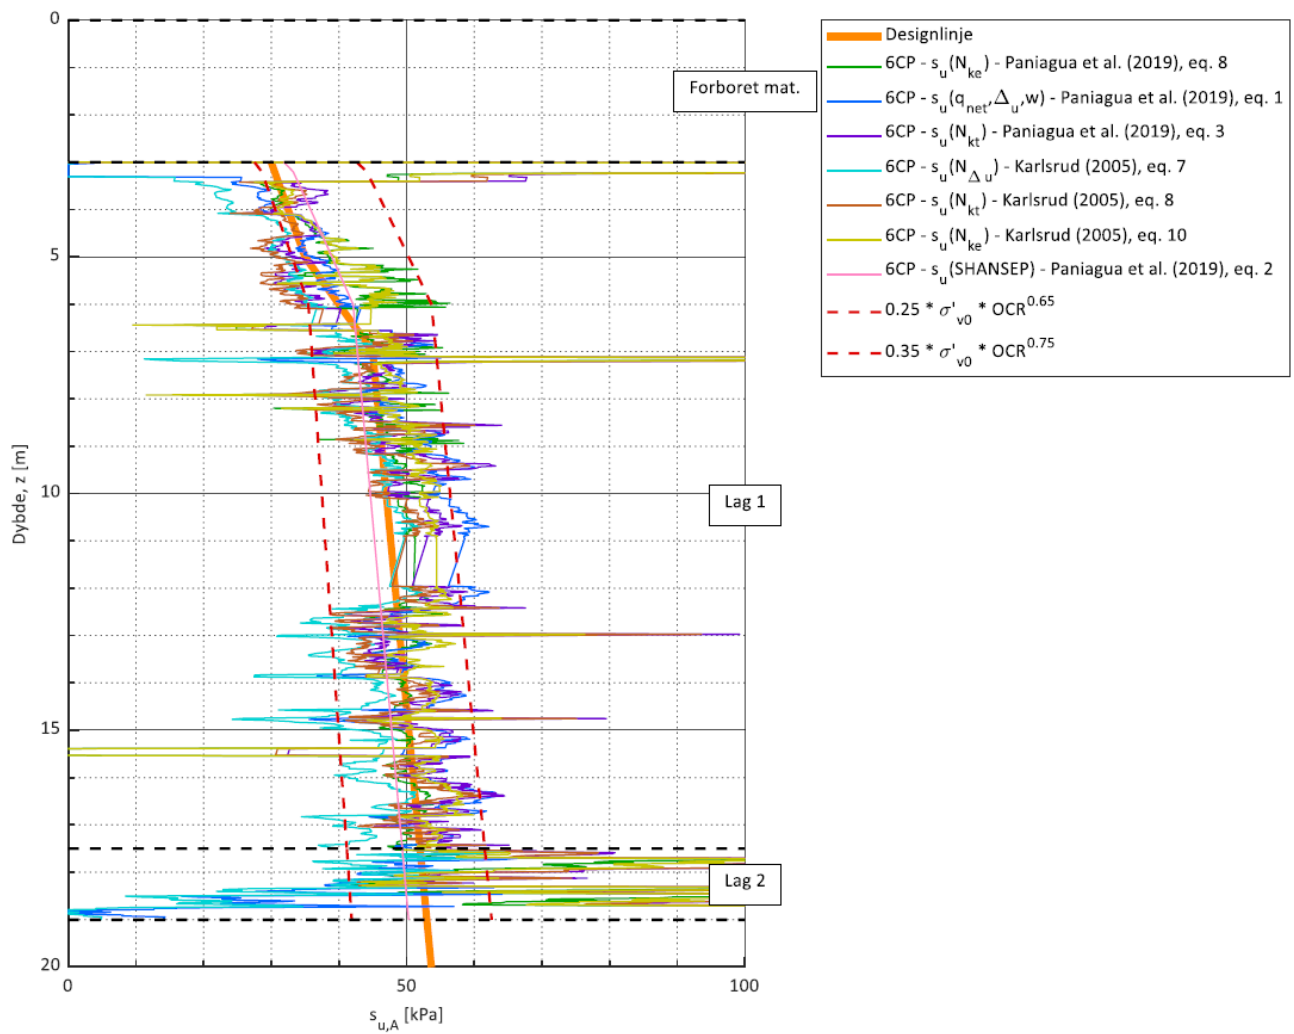 0
5
10
15
20
Dybde, z [m]
0
50
100
s_u,A [kPa]
Forboret mat.
Lag 1
Lag 2
Designlinje
6CP - s_u(N_ke) - Paniagua et al. (2019), eq. 8
6CP - s_u(q_net,Δ_u,w) - Paniagua et al. (2019), eq. 1
6CP - s_u(N_kt) - Paniagua et al. (2019), eq. 3
6CP - s_u(N_Δu) - Karlsrud (2005), eq. 7
6CP - s_u(N_kt) - Karlsrud (2005), eq. 8
6CP - s_u(N_ke) - Karlsrud (2005), eq. 10
6CP - s_u(SHANSEP) - Paniagua et al. (2019), eq. 2
0.25 * σ'_v0 * OCR^0.65
0.35 * σ'_v0 * OCR^0.75